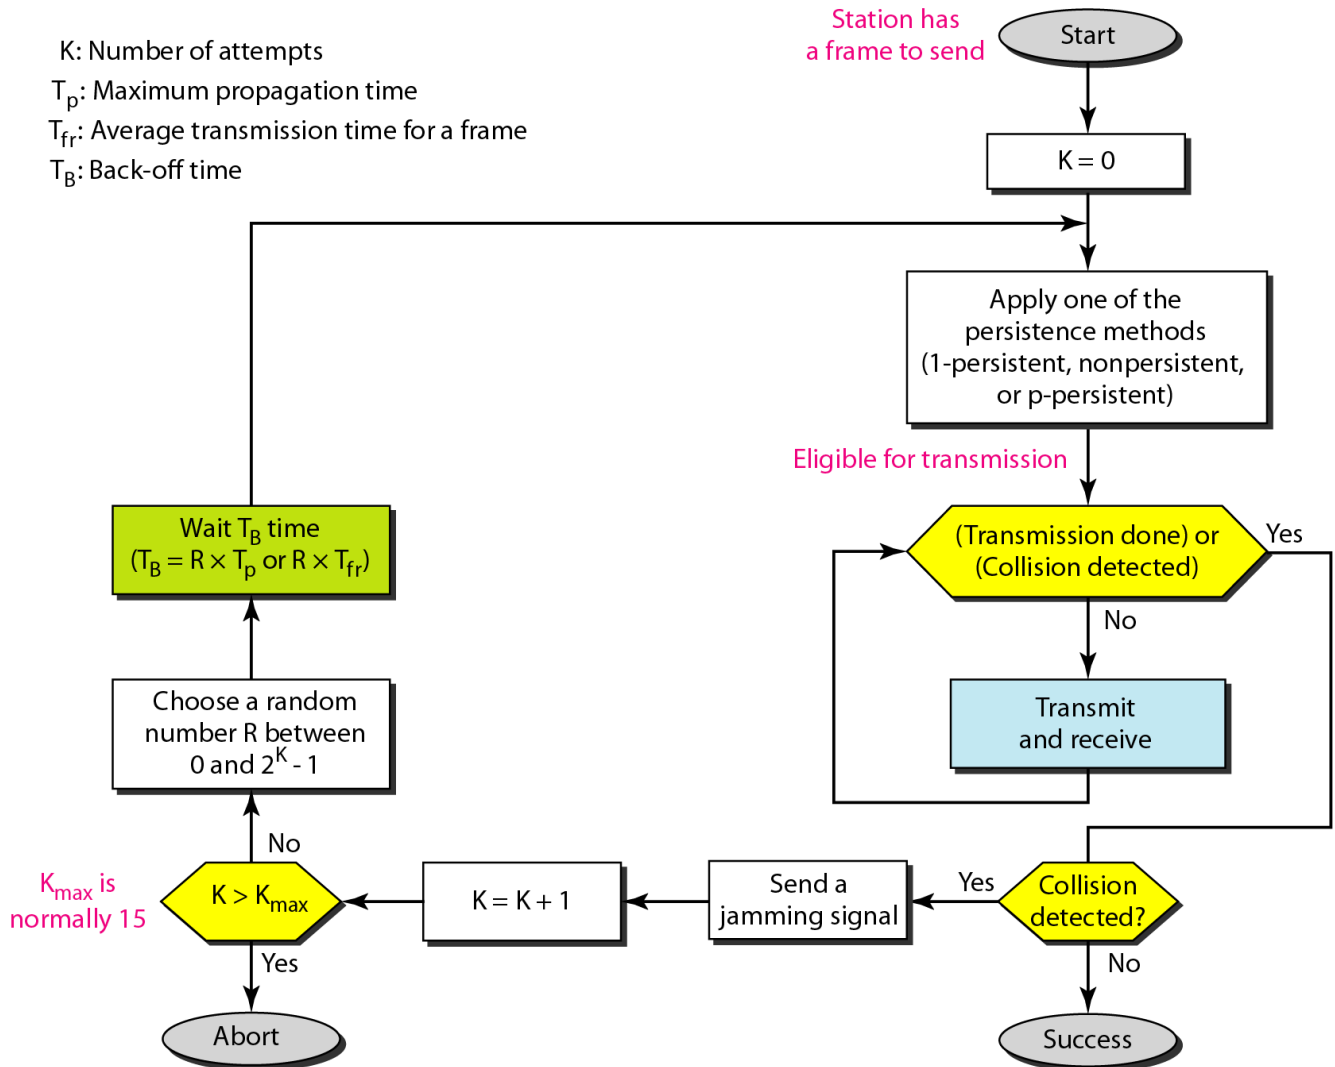 K: Number of attempts
Tp: Maximum propagation time
Tfr: Average transmission time for a frame
TB: Back-off time
Station has
a frame to send
Start
K = 0
Apply one of the
persistence methods
(1-persistent, nonpersistent,
or p-persistent)
Eligible for transmission
(Transmission done) or
(Collision detected)
Yes
No
Transmit
and receive
Wait TB time
(TB = R × Tp or R × Tfr)
Choose a random
number R between
0 and 2^K - 1
No
Kmax is
normally 15
K > Kmax
Yes
Abort
K = K + 1
Send a
jamming signal
Yes
Collision
detected?
No
Success